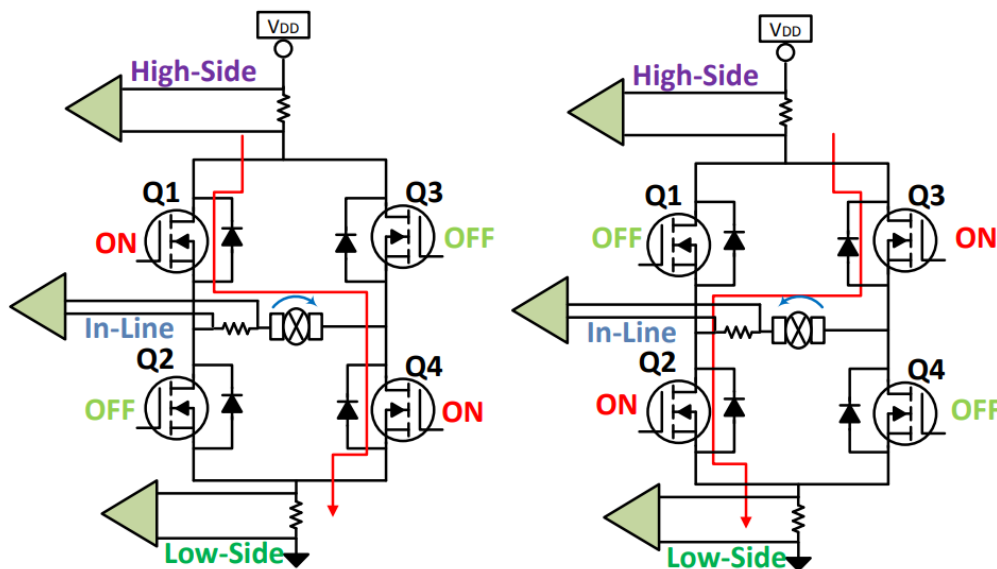 VDD
High-Side
Q1
Q3
ON
OFF
In-Line
Q2
Q4
OFF
ON
Low-Side
VDD
High-Side
Q1
Q3
OFF
ON
In-Line
Q2
Q4
ON
OFF
Low-Side